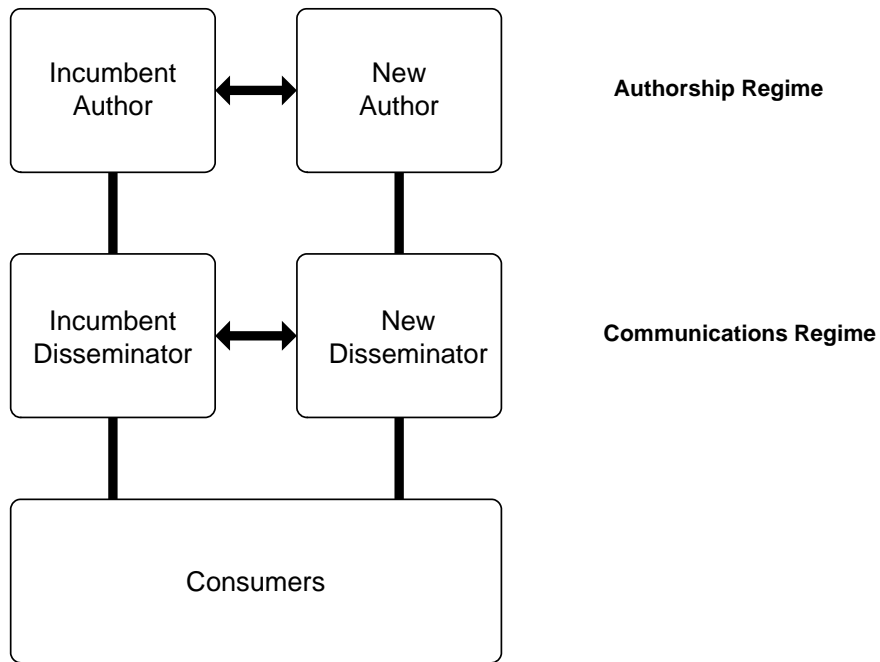 Incumbent
Author
New
Author
Authorship Regime
Incumbent
Disseminator
New
Disseminator
Communications Regime
Consumers